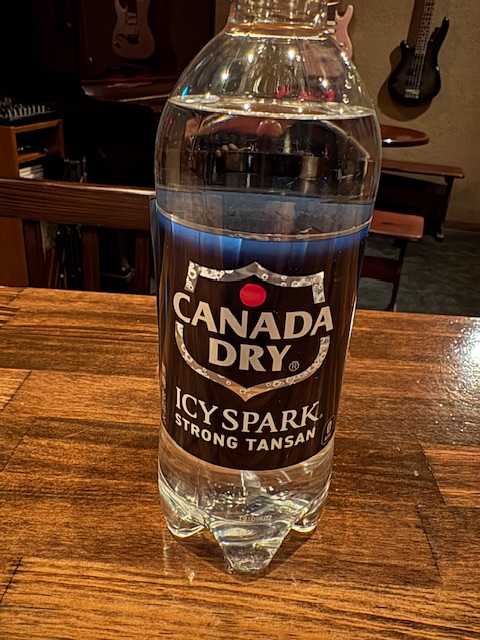 CANADA
DRY®
ICY SPARK
STRONG TANSAN